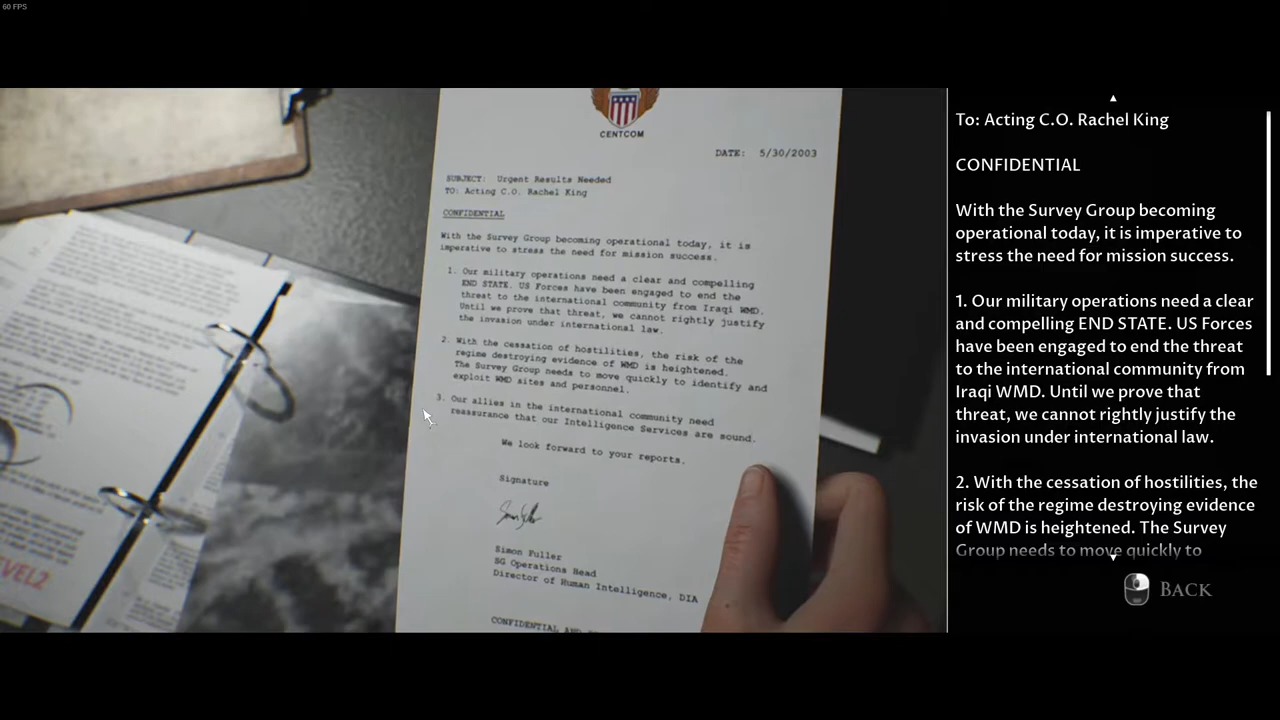 60 FPS
CENTCOM
DATE: 5/30/2003
SUBJECT: Urgent Results Needed
TO: Acting C.O. Rachel King
CONFIDENTIAL
With the Survey Group becoming operational today, it is
imperative to stress the need for mission success.
1. Our military operations need a clear and compelling
END STATE. US Forces have been engaged to end the
threat to the international community from Iraqi WMD.
Until we prove that threat, we cannot rightly justify
the invasion under international law.
2. With the cessation of hostilities, the risk of the
regime destroying evidence of WMD is heightened.
The Survey Group needs to move quickly to identify and
exploit WMD sites and personnel.
3. Our allies in the international community need
reassurance that our Intelligence Services are sound.
We look forward to your reports.
Signature
Simon Fuller
SG Operations Head
Director of Human Intelligence, DIA
CONFIDENTIAL AND
EVEL2
To: Acting C.O. Rachel King
CONFIDENTIAL
With the Survey Group becoming
operational today, it is imperative to
stress the need for mission success.
1. Our military operations need a clear
and compelling END STATE. US Forces
have been engaged to end the threat
to the international community from
Iraqi WMD. Until we prove that
threat, we cannot rightly justify the
invasion under international law.
2. With the cessation of hostilities, the
risk of the regime destroying evidence
of WMD is heightened. The Survey
Group needs to move quickly to
BACK